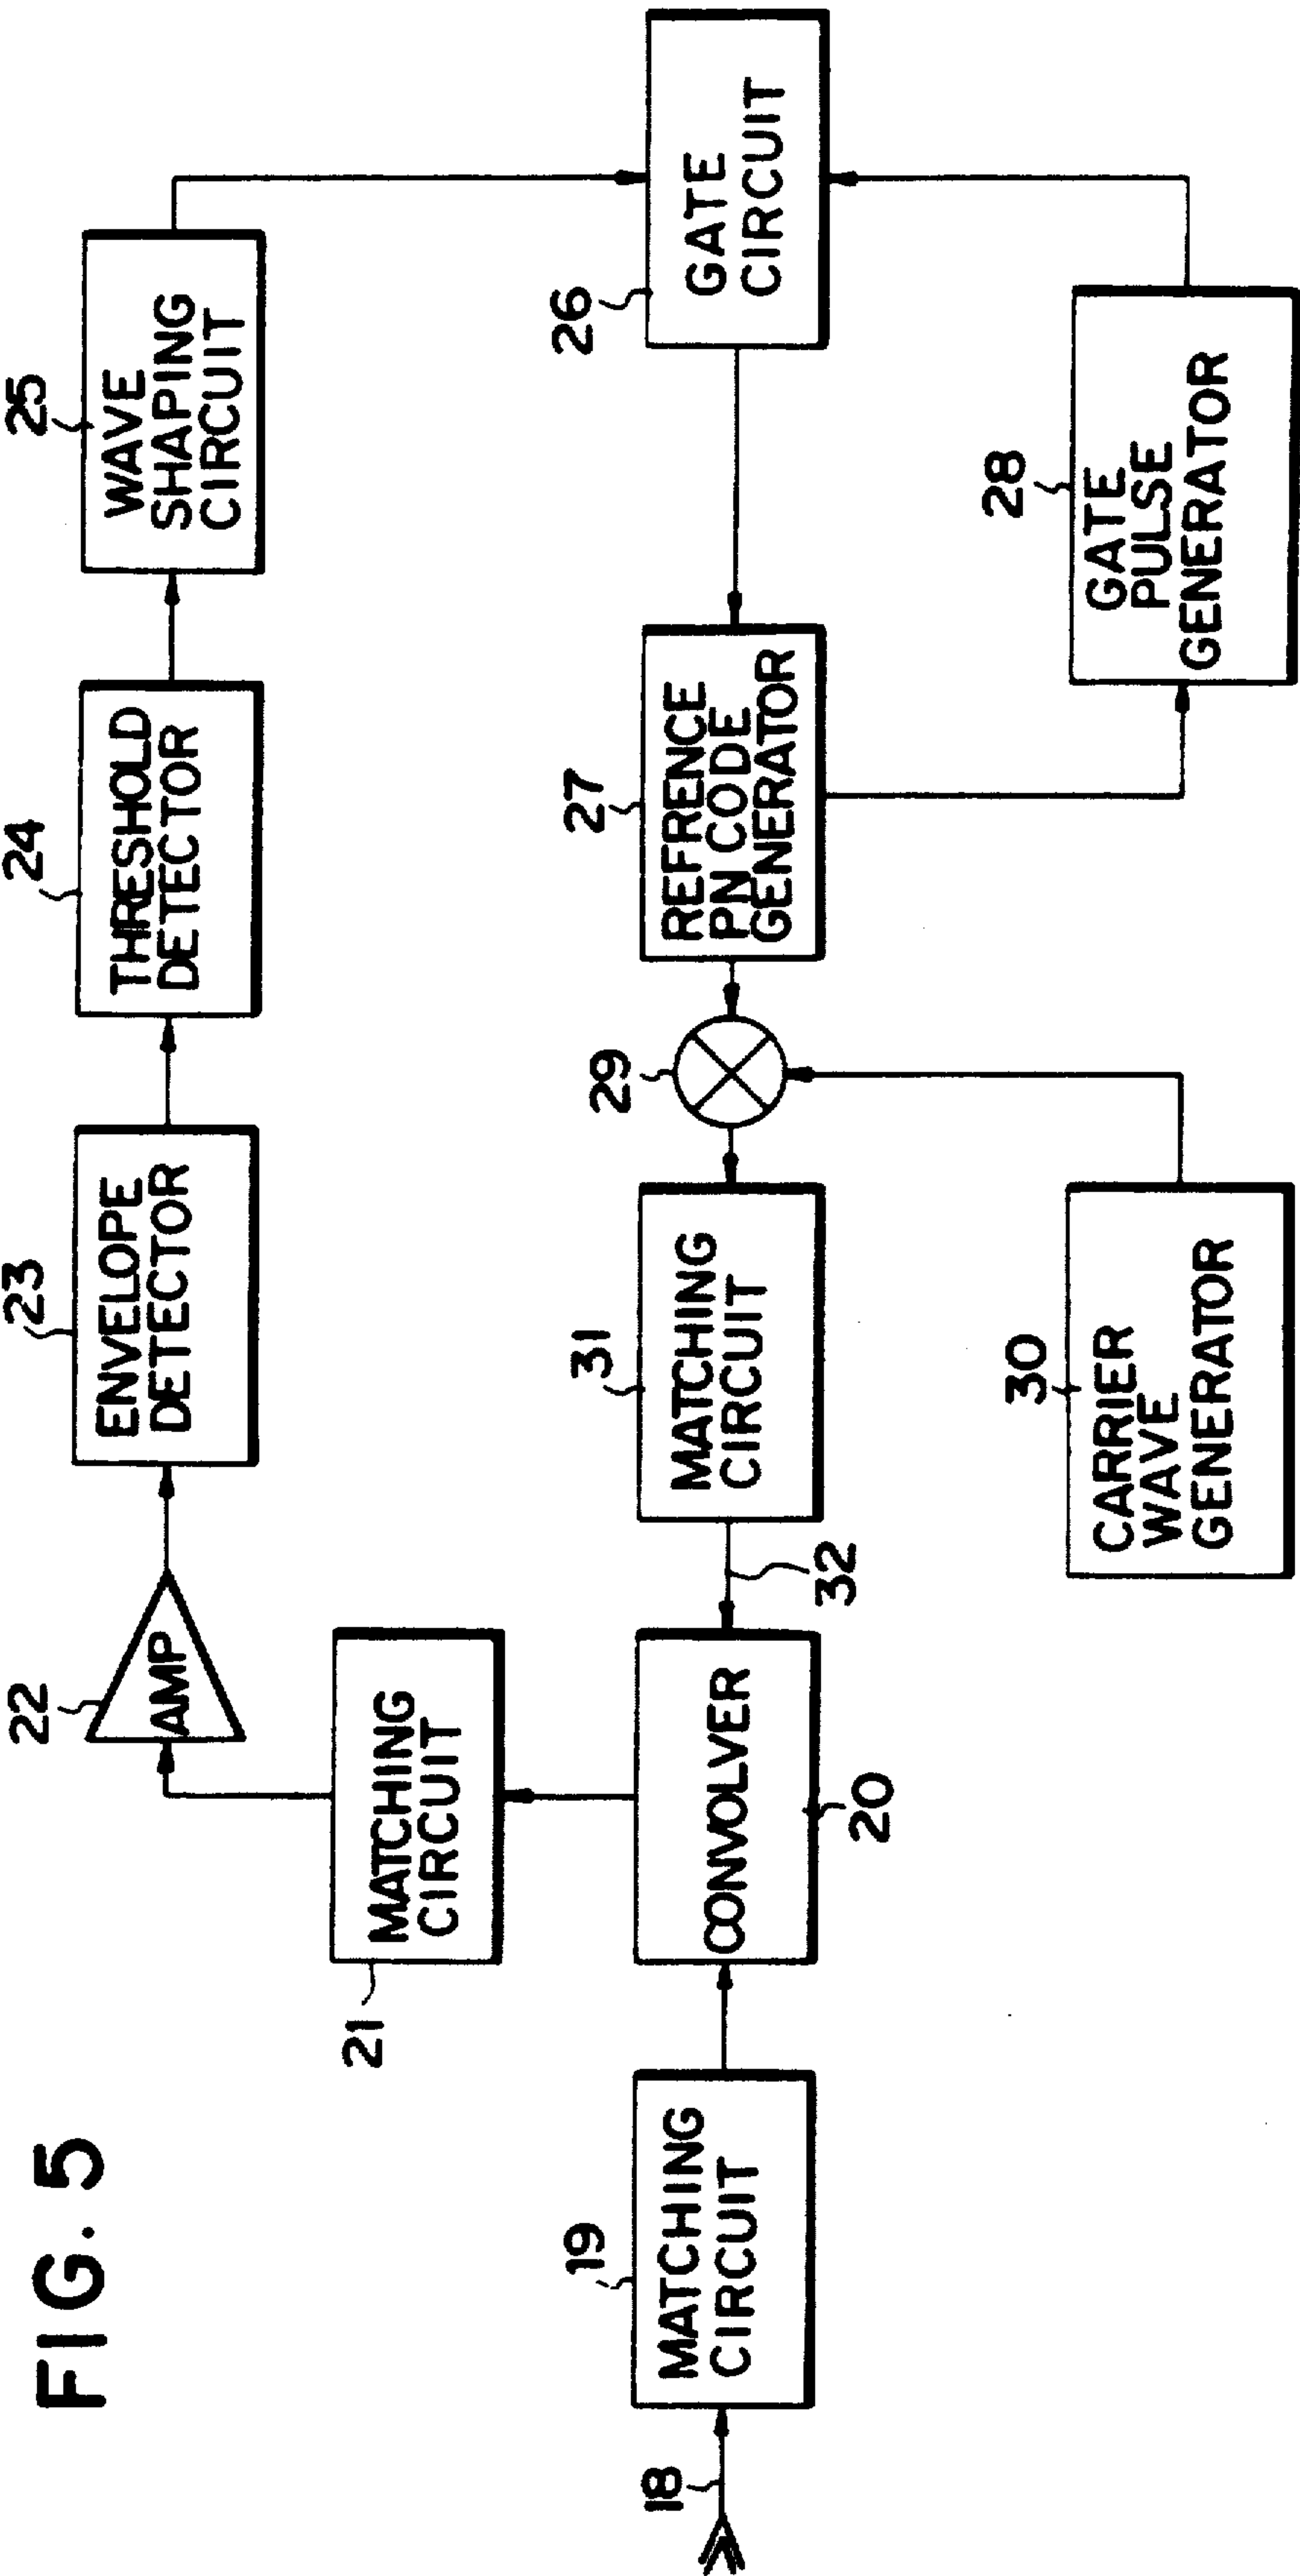 FIG. 5
22
AMP
23
ENVELOPE
DETECTOR
24
THRESHOLD
DETECTOR
25
WAVE
SHAPING
CIRCUIT
21
MATCHING
CIRCUIT
18
19
MATCHING
CIRCUIT
CONVOLVER
20
32
31
MATCHING
CIRCUIT
29
27
REFRENCE
PN CODE
GENERATOR
26
GATE
CIRCUIT
30
CARRIER
WAVE
GENERATOR
28
GATE
PULSE
GENERATOR